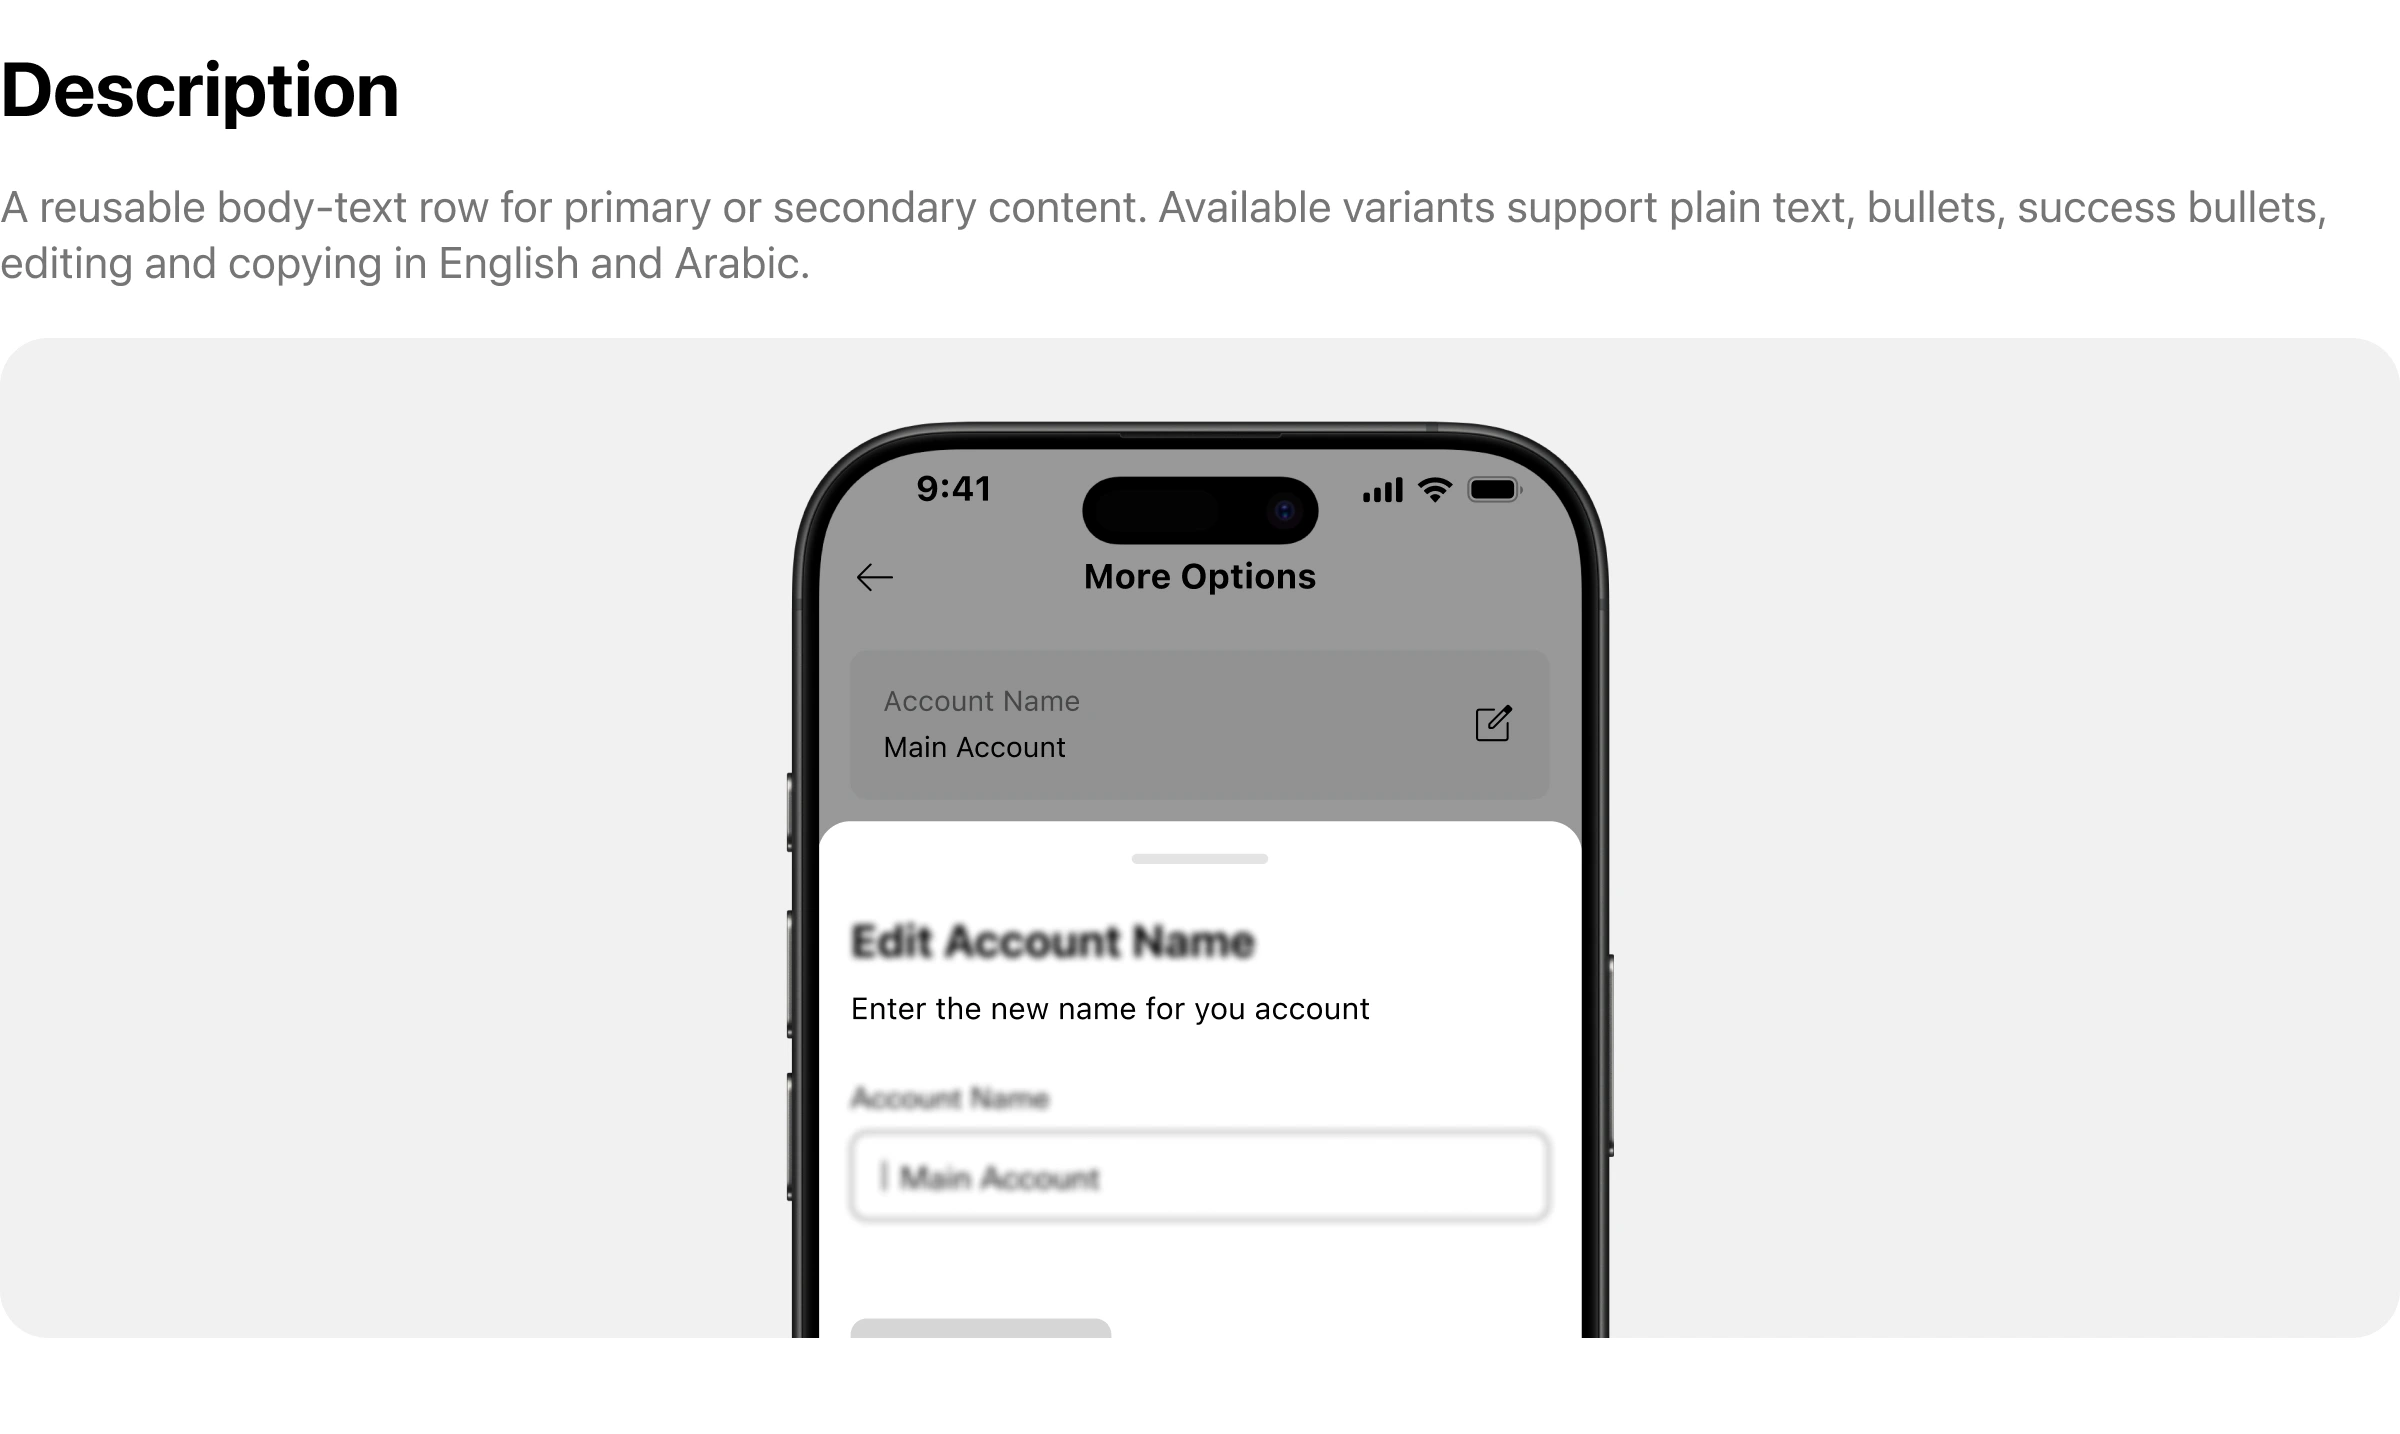 Description
A reusable body-text row for primary or secondary content. Available variants support plain text, bullets, success bullets,
editing and copying in English and Arabic.
9:41
More Options
Account Name
Main Account
Edit Account Name
Enter the new name for you account
Account Name
Main Account